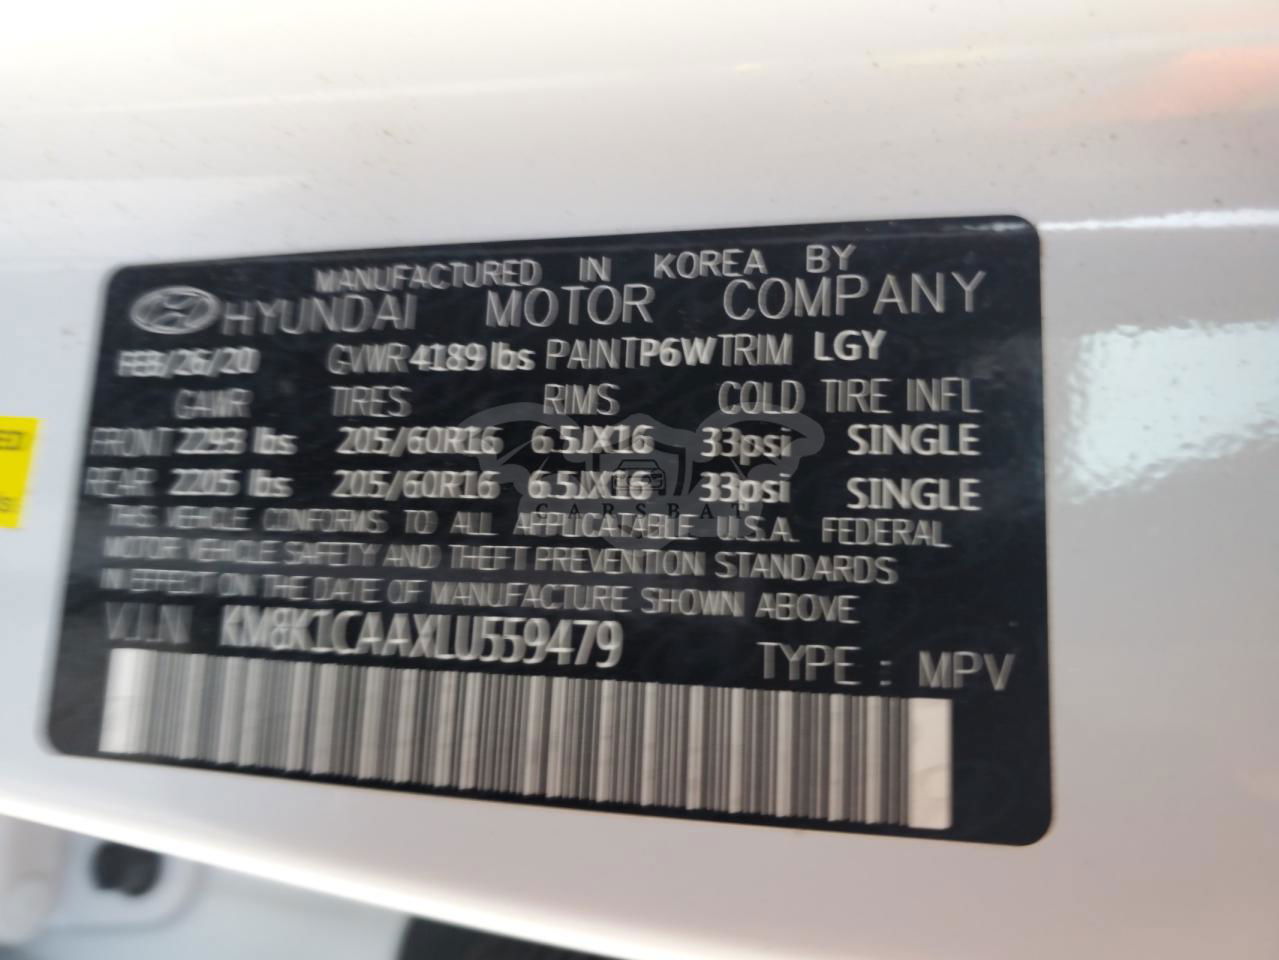 MANUFACTURED IN KOREA BY
HYUNDAI MOTOR COMPANY
FEB/26/20 GVWR 4189 lbs PAINT P6W TRIM LGY
GAWR TIRES RIMS COLD TIRE INFL
FRONT 2293 lbs 205/60R16 6.5JX16 33psi SINGLE
REAR 2205 lbs 205/60R16 6.5JX16 33psi SINGLE
CARSBAT
THIS VEHICLE CONFORMS TO ALL APPLICATABLE U.S.A. FEDERAL
MOTOR VEHICLE SAFETY AND THEFT PREVENTION STANDARDS
IN EFFECT ON THE DATE OF MANUFACTURE SHOWN ABOVE
V.I.N KM8K1CAAXLU559479
TYPE : MPV